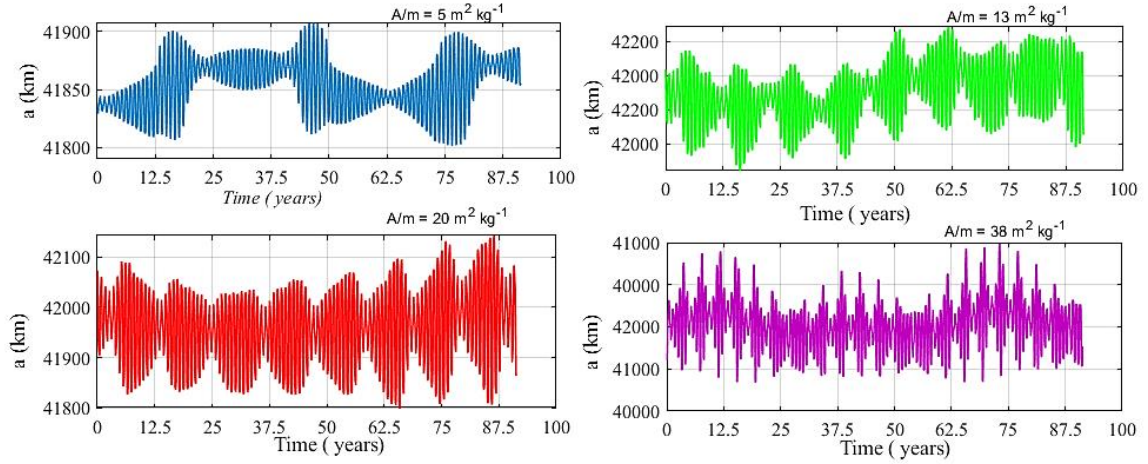 A/m = 5 m² kg⁻¹
41900
41850
41800
a (km)
0 12.5 25 37.5 50 62.5 75 87.5 100
Time ( years)
A/m = 13 m² kg⁻¹
42200
42000
42200
42000
a (km)
0 12.5 25 37.5 50 62.5 75 87.5 100
Time ( years)
A/m = 20 m² kg⁻¹
42100
42000
41900
41800
a (km)
0 12.5 25 37.5 50 62.5 75 87.5 100
Time ( years)
A/m = 38 m² kg⁻¹
41000
40000
42000
41000
40000
a (km)
0 12.5 25 37.5 50 62.5 75 87.5 100
Time ( years)